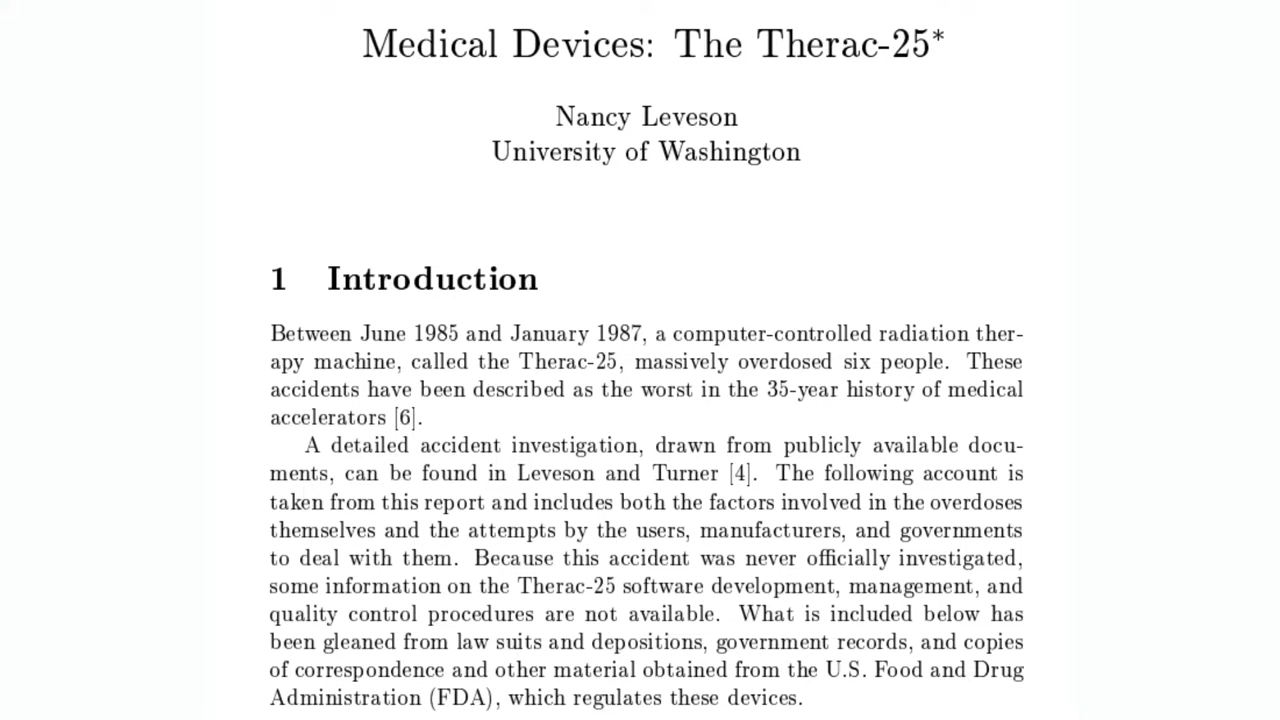 Medical Devices: The Therac-25*
Nancy Leveson
University of Washington
1 Introduction
Between June 1985 and January 1987, a computer-controlled radiation ther-
apy machine, called the Therac-25, massively overdosed six people. These
accidents have been described as the worst in the 35-year history of medical
accelerators [6].
A detailed accident investigation, drawn from publicly available docu-
ments, can be found in Leveson and Turner [4]. The following account is
taken from this report and includes both the factors involved in the overdoses
themselves and the attempts by the users, manufacturers, and governments
to deal with them. Because this accident was never officially investigated,
some information on the Therac-25 software development, management, and
quality control procedures are not available. What is included below has
been gleaned from law suits and depositions, government records, and copies
of correspondence and other material obtained from the U.S. Food and Drug
Administration (FDA), which regulates these devices.